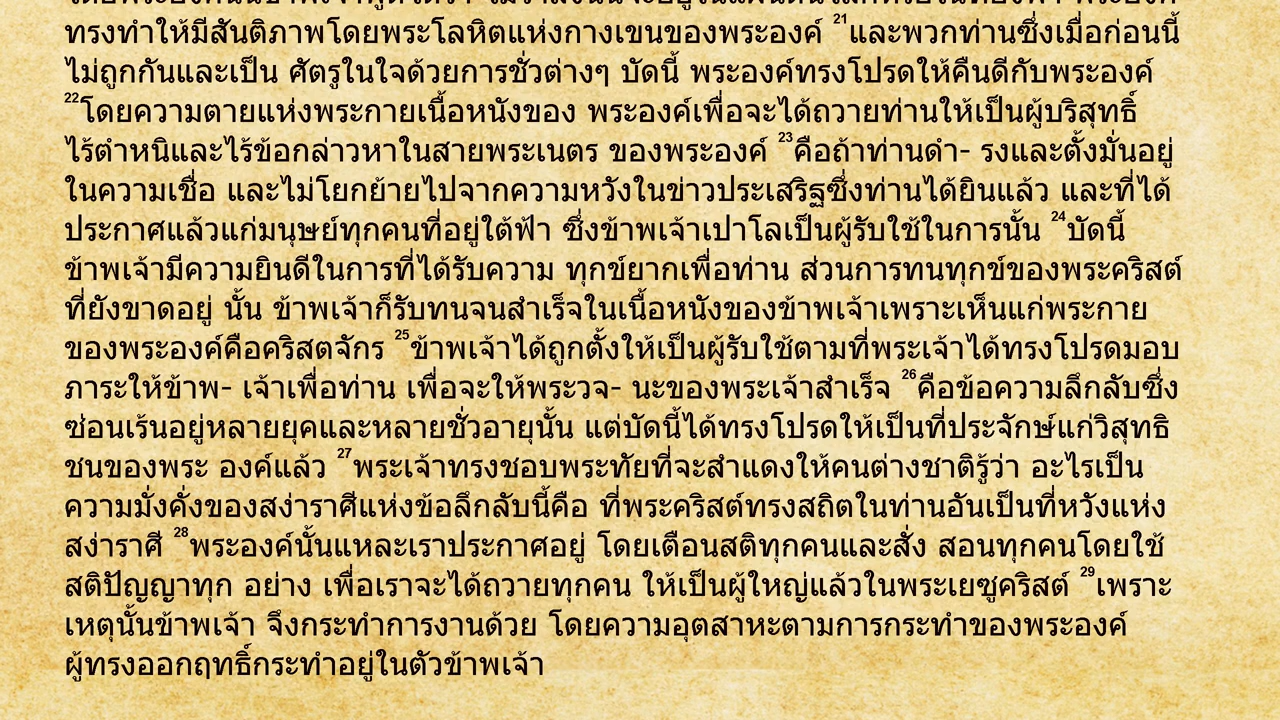 ทรงทำให้มีสันติภาพโดยพระโลหิตแห่งกางเขนของพระองค์ 21และพวกท่านซึ่งเมื่อก่อนนี้
ไม่ถูกกันและเป็น ศัตรูในใจด้วยการชั่วต่างๆ บัดนี้ พระองค์ทรงโปรดให้คืนดีกับพระองค์
22โดยความตายแห่งพระกายเนื้อหนังของ พระองค์เพื่อจะได้ถวายท่านให้เป็นผู้บริสุทธิ์
ไร้ตำหนิและไร้ข้อกล่าวหาในสายพระเนตร ของพระองค์ 23คือถ้าท่านดำ- รงและตั้งมั่นอยู่
ในความเชื่อ และไม่โยกย้ายไปจากความหวังในข่าวประเสริฐซึ่งท่านได้ยินแล้ว และที่ได้
ประกาศแล้วแก่มนุษย์ทุกคนที่อยู่ใต้ฟ้า ซึ่งข้าพเจ้าเปาโลเป็นผู้รับใช้ในการนั้น 24บัดนี้
ข้าพเจ้ามีความยินดีในการที่ได้รับความ ทุกข์ยากเพื่อท่าน ส่วนการทนทุกข์ของพระคริสต์
ที่ยังขาดอยู่ นั้น ข้าพเจ้าก็รับทนจนสำเร็จในเนื้อหนังของข้าพเจ้าเพราะเห็นแก่พระกาย
ของพระองค์คือคริสตจักร 25ข้าพเจ้าได้ถูกตั้งให้เป็นผู้รับใช้ตามที่พระเจ้าได้ทรงโปรดมอบ
ภาระให้ข้าพ- เจ้าเพื่อท่าน เพื่อจะให้พระวจ- นะของพระเจ้าสำเร็จ 26คือข้อความลึกลับซึ่ง
ซ่อนเร้นอยู่หลายยุคและหลายชั่วอายุนั้น แต่บัดนี้ได้ทรงโปรดให้เป็นที่ประจักษ์แก่วิสุทธิ
ชนของพระ องค์แล้ว 27พระเจ้าทรงชอบพระทัยที่จะสำแดงให้คนต่างชาติรู้ว่า อะไรเป็น
ความมั่งคั่งของสง่าราศีแห่งข้อลึกลับนี้คือ ที่พระคริสต์ทรงสถิตในท่านอันเป็นที่หวังแห่ง
สง่าราศี 28พระองค์นั้นแหละเราประกาศอยู่ โดยเตือนสติทุกคนและสั่ง สอนทุกคนโดยใช้
สติปัญญาทุก อย่าง เพื่อเราจะได้ถวายทุกคน ให้เป็นผู้ใหญ่แล้วในพระเยซูคริสต์ 29เพราะ
เหตุนั้นข้าพเจ้า จึงกระทำการงานด้วย โดยความอุตสาหะตามการกระทำของพระองค์
ผู้ทรงออกฤทธิ์กระทำอยู่ในตัวข้าพเจ้า